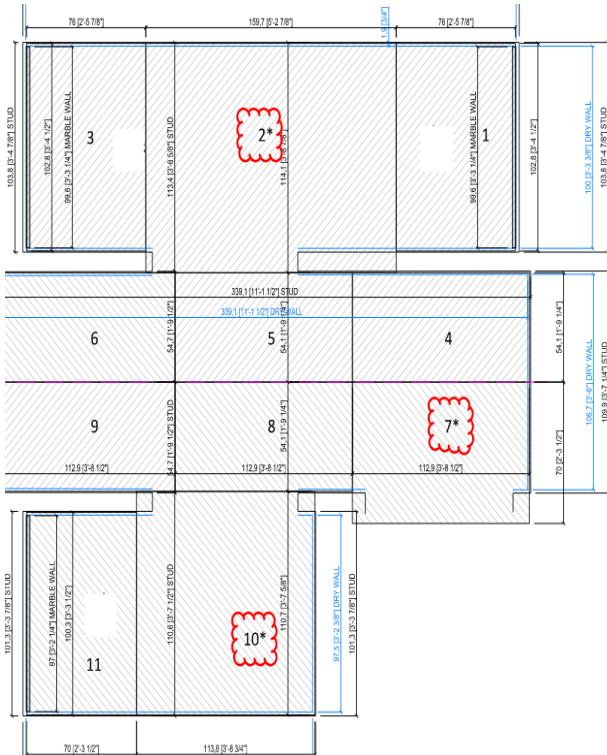 76 [2'-5 7/8"]
159,7 [5'-2 7/8"]
1,9 [3/4"]
76 [2'-5 7/8"]
103,8 [3'-4 7/8"] STUD
102,8 [3'-4 1/2"]
99,6 [3'-3 1/4"] MARBLE WALL
3
113,4 [3'-8 5/8"] STUD
2*
114,1 [3'-8 7/8"]
1
99,6 [3'-3 1/4"] MARBLE WALL
102,8 [3'-4 1/2"]
100 [3'-3 3/8"] DRY WALL
103,8 [3'-4 7/8"] STUD
339,1 [11'-1 1/2"] STUD
339,1 [11'-1 1/2"] DRY WALL
6
54,7 [1'-9 1/2"]
5
54,1 [1'-9 1/4"]
4
54,1 [1'-9 1/4"]
106,7 [3'-6"] DRY WALL
109,9 [3'-7 1/4"] STUD
9
54,7 [1'-9 1/2"] STUD
8
54,1 [1'-9 1/4"]
7*
70 [2'-3 1/2"]
112,9 [3'-8 1/2"]
112,9 [3'-8 1/2"]
112,9 [3'-8 1/2"]
101,3 [3'-3 7/8"] STUD
97 [3'-2 1/4"] MARBLE WALL
100,3 [3'-3 1/2"]
11
110,6 [3'-7 1/2"] STUD
10*
110,7 [3'-7 5/8"]
97,5 [3'-2 3/8"] DRY WALL
101,3 [3'-3 7/8"] STUD
70 [2'-3 1/2"]
113,8 [3'-8 3/4"]